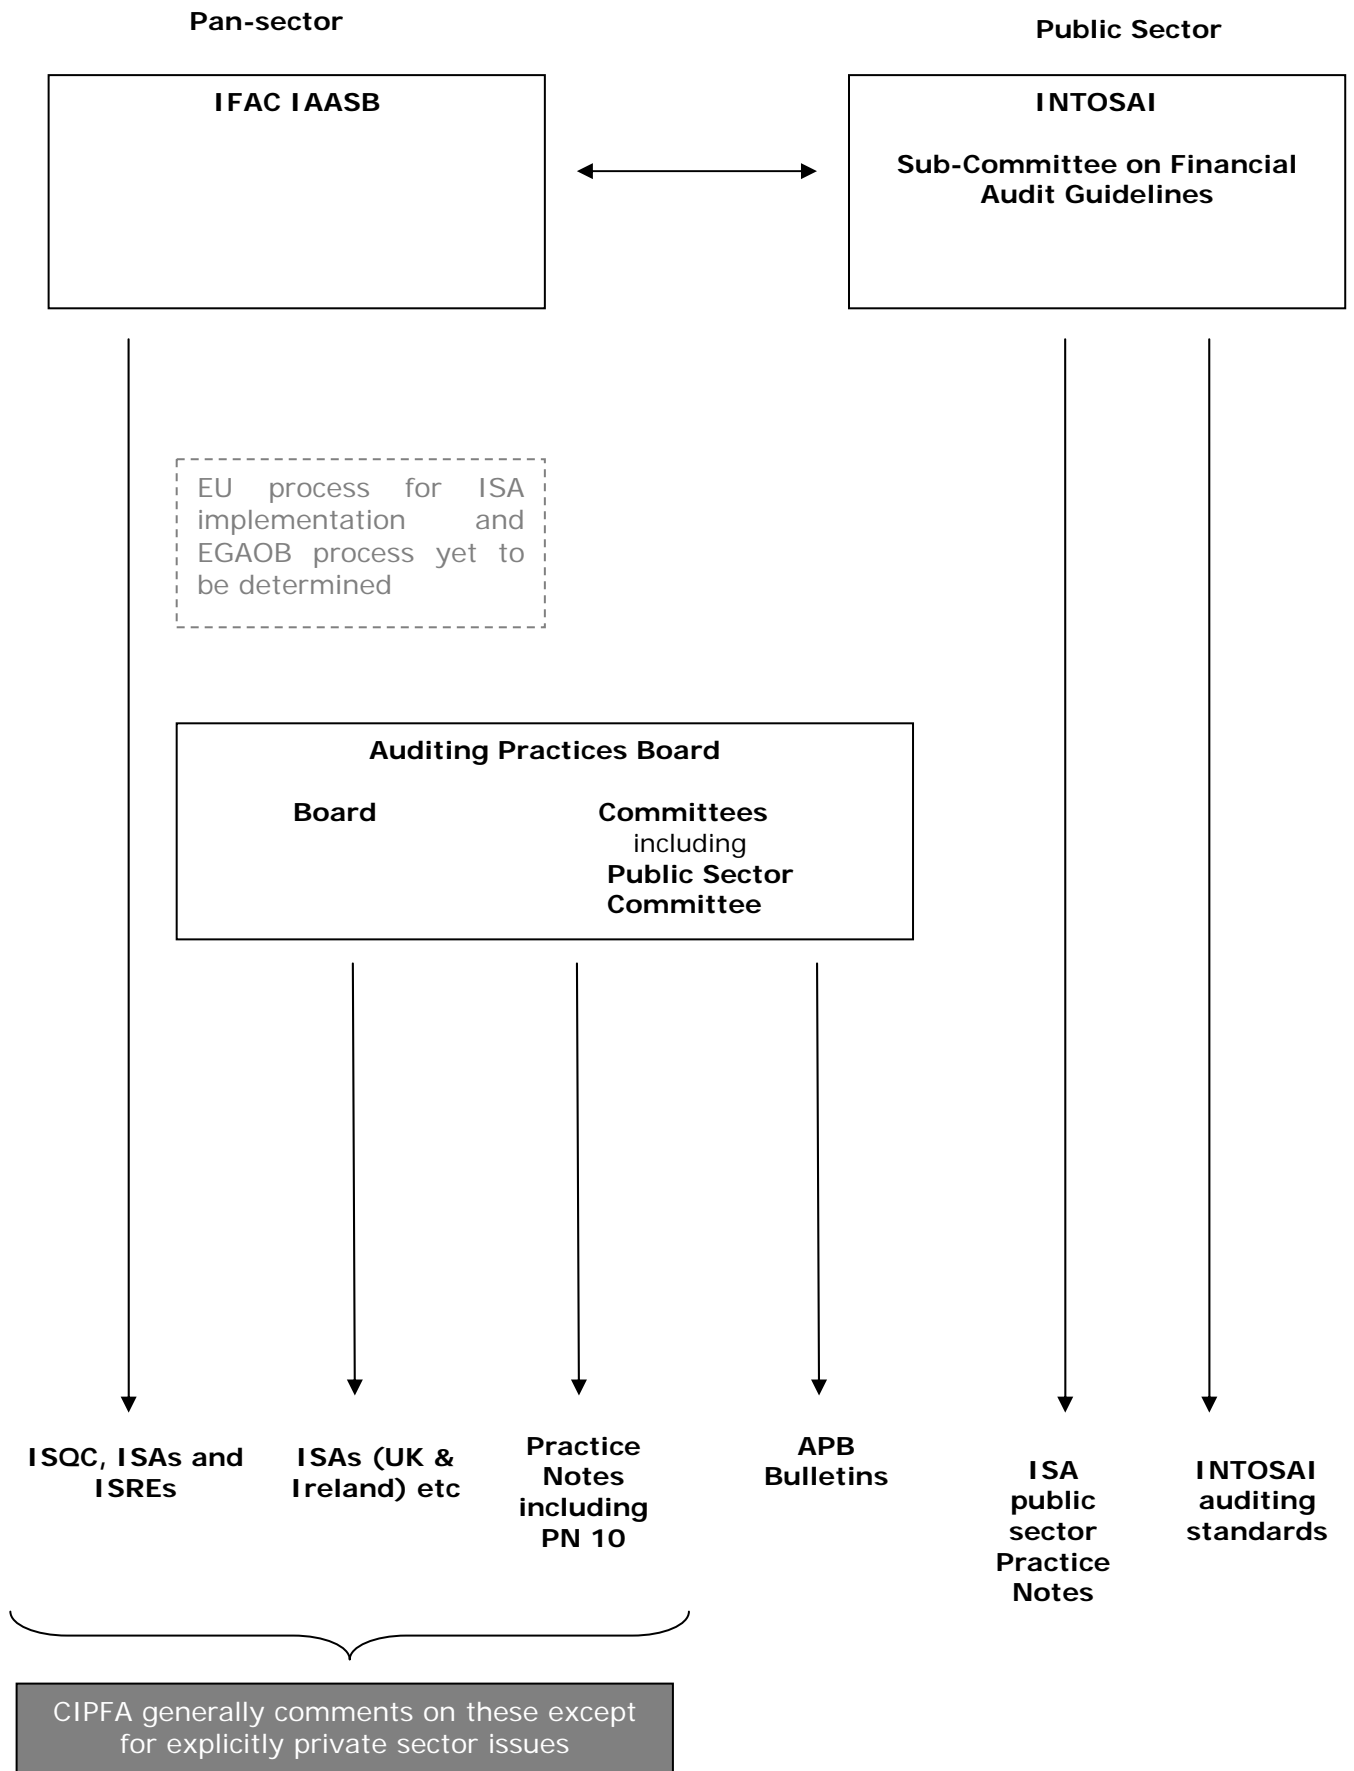 Pan-sector
Public Sector
IFAC IAASB
INTOSAI
Sub-Committee on Financial
Audit Guidelines
EU process for ISA
implementation and
EGAOB process yet to
be determined
Auditing Practices Board
Board
Committees
including
Public Sector
Committee
ISQC, ISAs and
ISREs
ISAs (UK &
Ireland) etc
Practice
Notes
including
PN 10
APB
Bulletins
ISA
public
sector
Practice
Notes
INTOSAI
auditing
standards
CIPFA generally comments on these except
for explicitly private sector issues